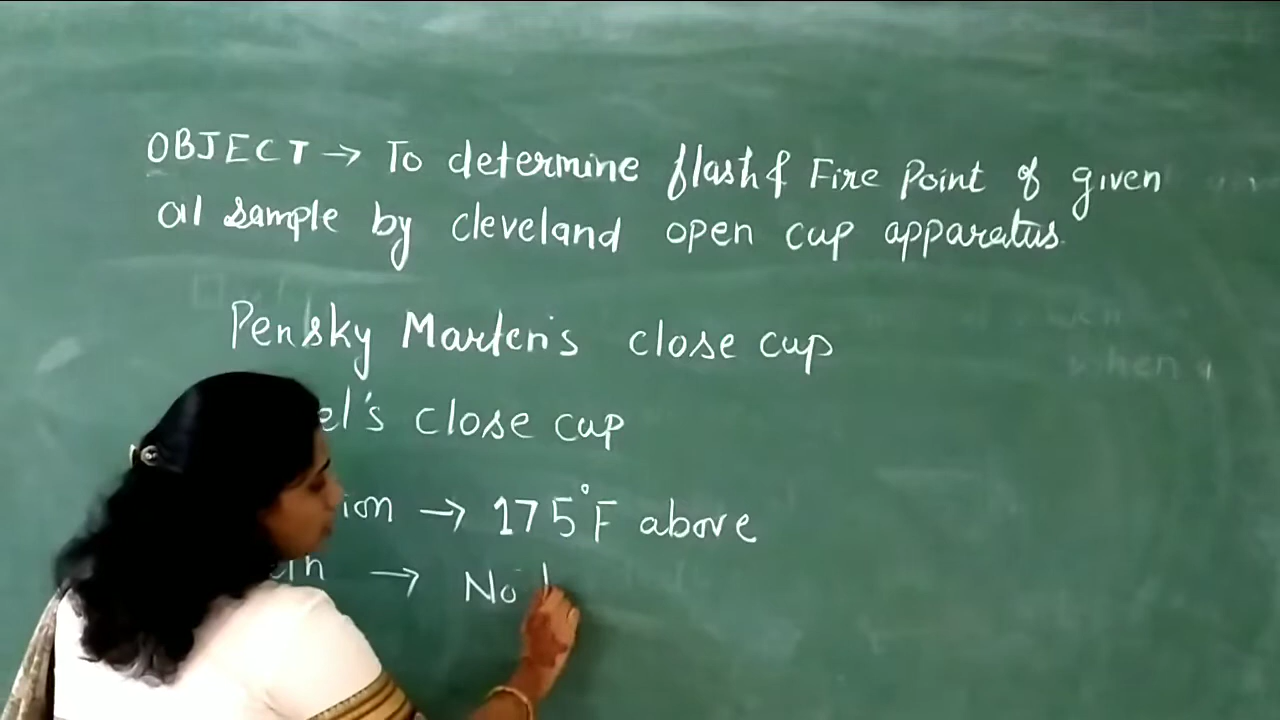 OBJECT → To determine flash & Fire Point of given
oil sample by cleveland open cup apparatus.
Pensky Marten's close cup
el's close cup
ion → 175°F above
→ No